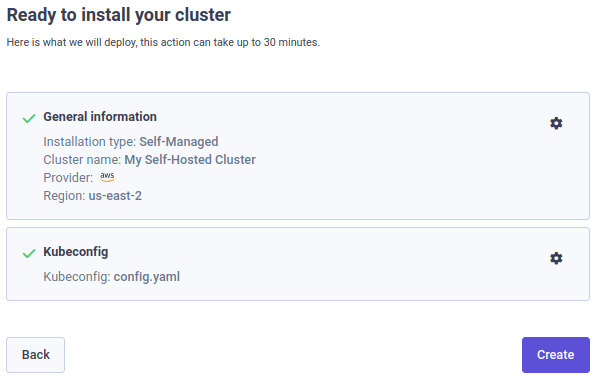 Ready to install your cluster
Here is what we will deploy, this action can take up to 30 minutes.
General information
Installation type: Self-Managed
Cluster name: My Self-Hosted Cluster
Provider: aws
Region: us-east-2
Kubeconfig
Kubeconfig: config.yaml
Back
Create